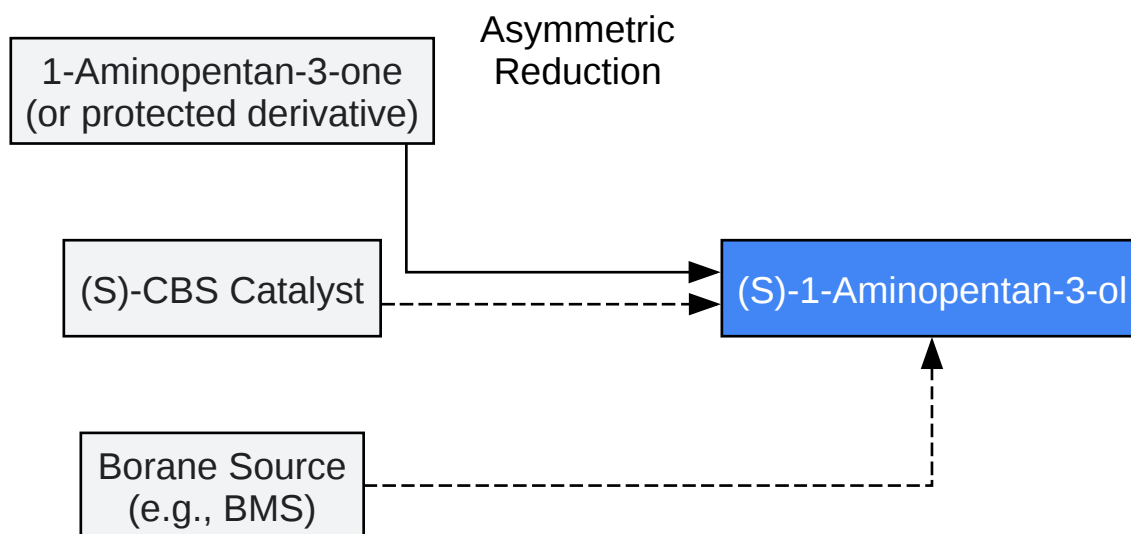 Asymmetric
Reduction
1-Aminopentan-3-one
(or protected derivative)
(S)-CBS Catalyst
(S)-1-Aminopentan-3-ol
Borane Source
(e.g., BMS)